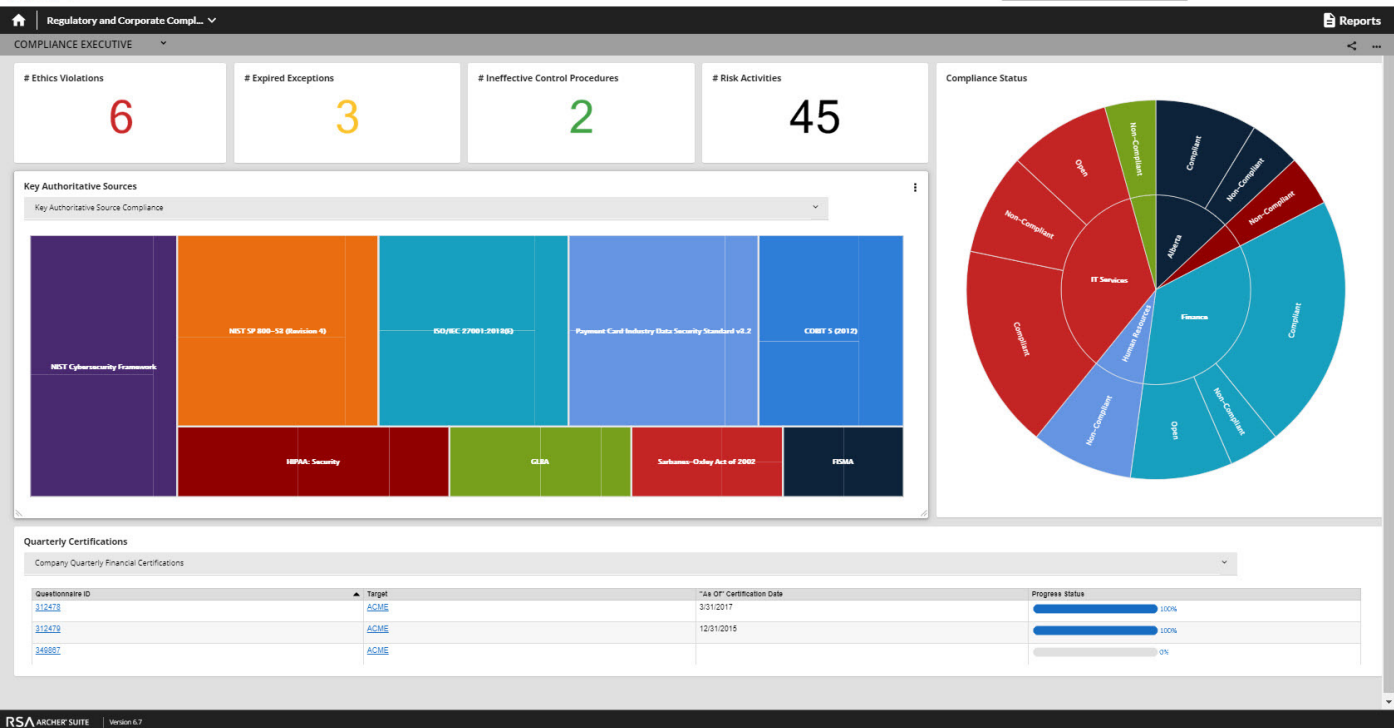 Regulatory and Corporate Compl...
Reports
COMPLIANCE EXECUTIVE
# Ethics Violations
6
# Expired Exceptions
3
# Ineffective Control Procedures
2
# Risk Activities
45
Key Authoritative Sources
Key Authoritative Source Compliance
NIST Cybersecurity Framework
NIST SP 800-53 (Revision 4)
ISO/IEC 27001:2013(E)
Payment Card Industry Data Security Standard v3.2
COBIT 5 (2012)
HIPAA: Security
GLBA
Sarbanes-Oxley Act of 2002
FISMA
Compliance Status
Non-Compliant
Compliant
Non-Compliant
Non-Compliant
Open
Non-Compliant
Compliant
IT Services
Alberta
Human Resources
Finance
Compliant
Non-Compliant
Open
Non-Compliant
Quarterly Certifications
Company Quarterly Financial Certifications
Questionnaire ID Target "As Of" Certification Date Progress Status
312478 ACME 3/31/2017 100%
312479 ACME 12/31/2015 100%
349867 ACME 0%
RSA ARCHER® SUITE Version 6.7